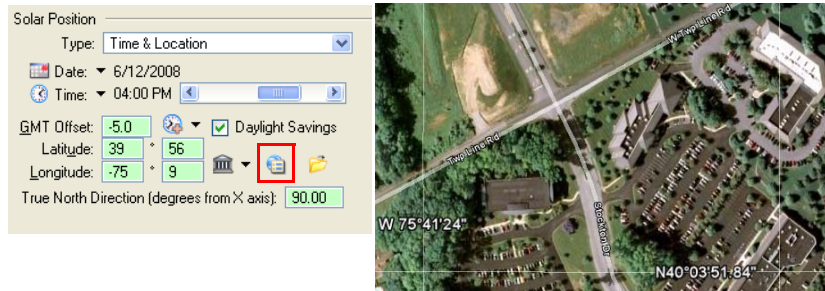 Solar Position
Type: Time & Location
Date: 6/12/2008
Time: 04:00 PM
GMT Offset: -5.0 Daylight Savings
Latitude: 39 ° 56
Longitude: -75 ° 9
True North Direction (degrees from X axis): 90.00
W Twp Line Rd
Twp Line Rd
Stockton Dr
W 75°41'24"
N40°03'51.84"